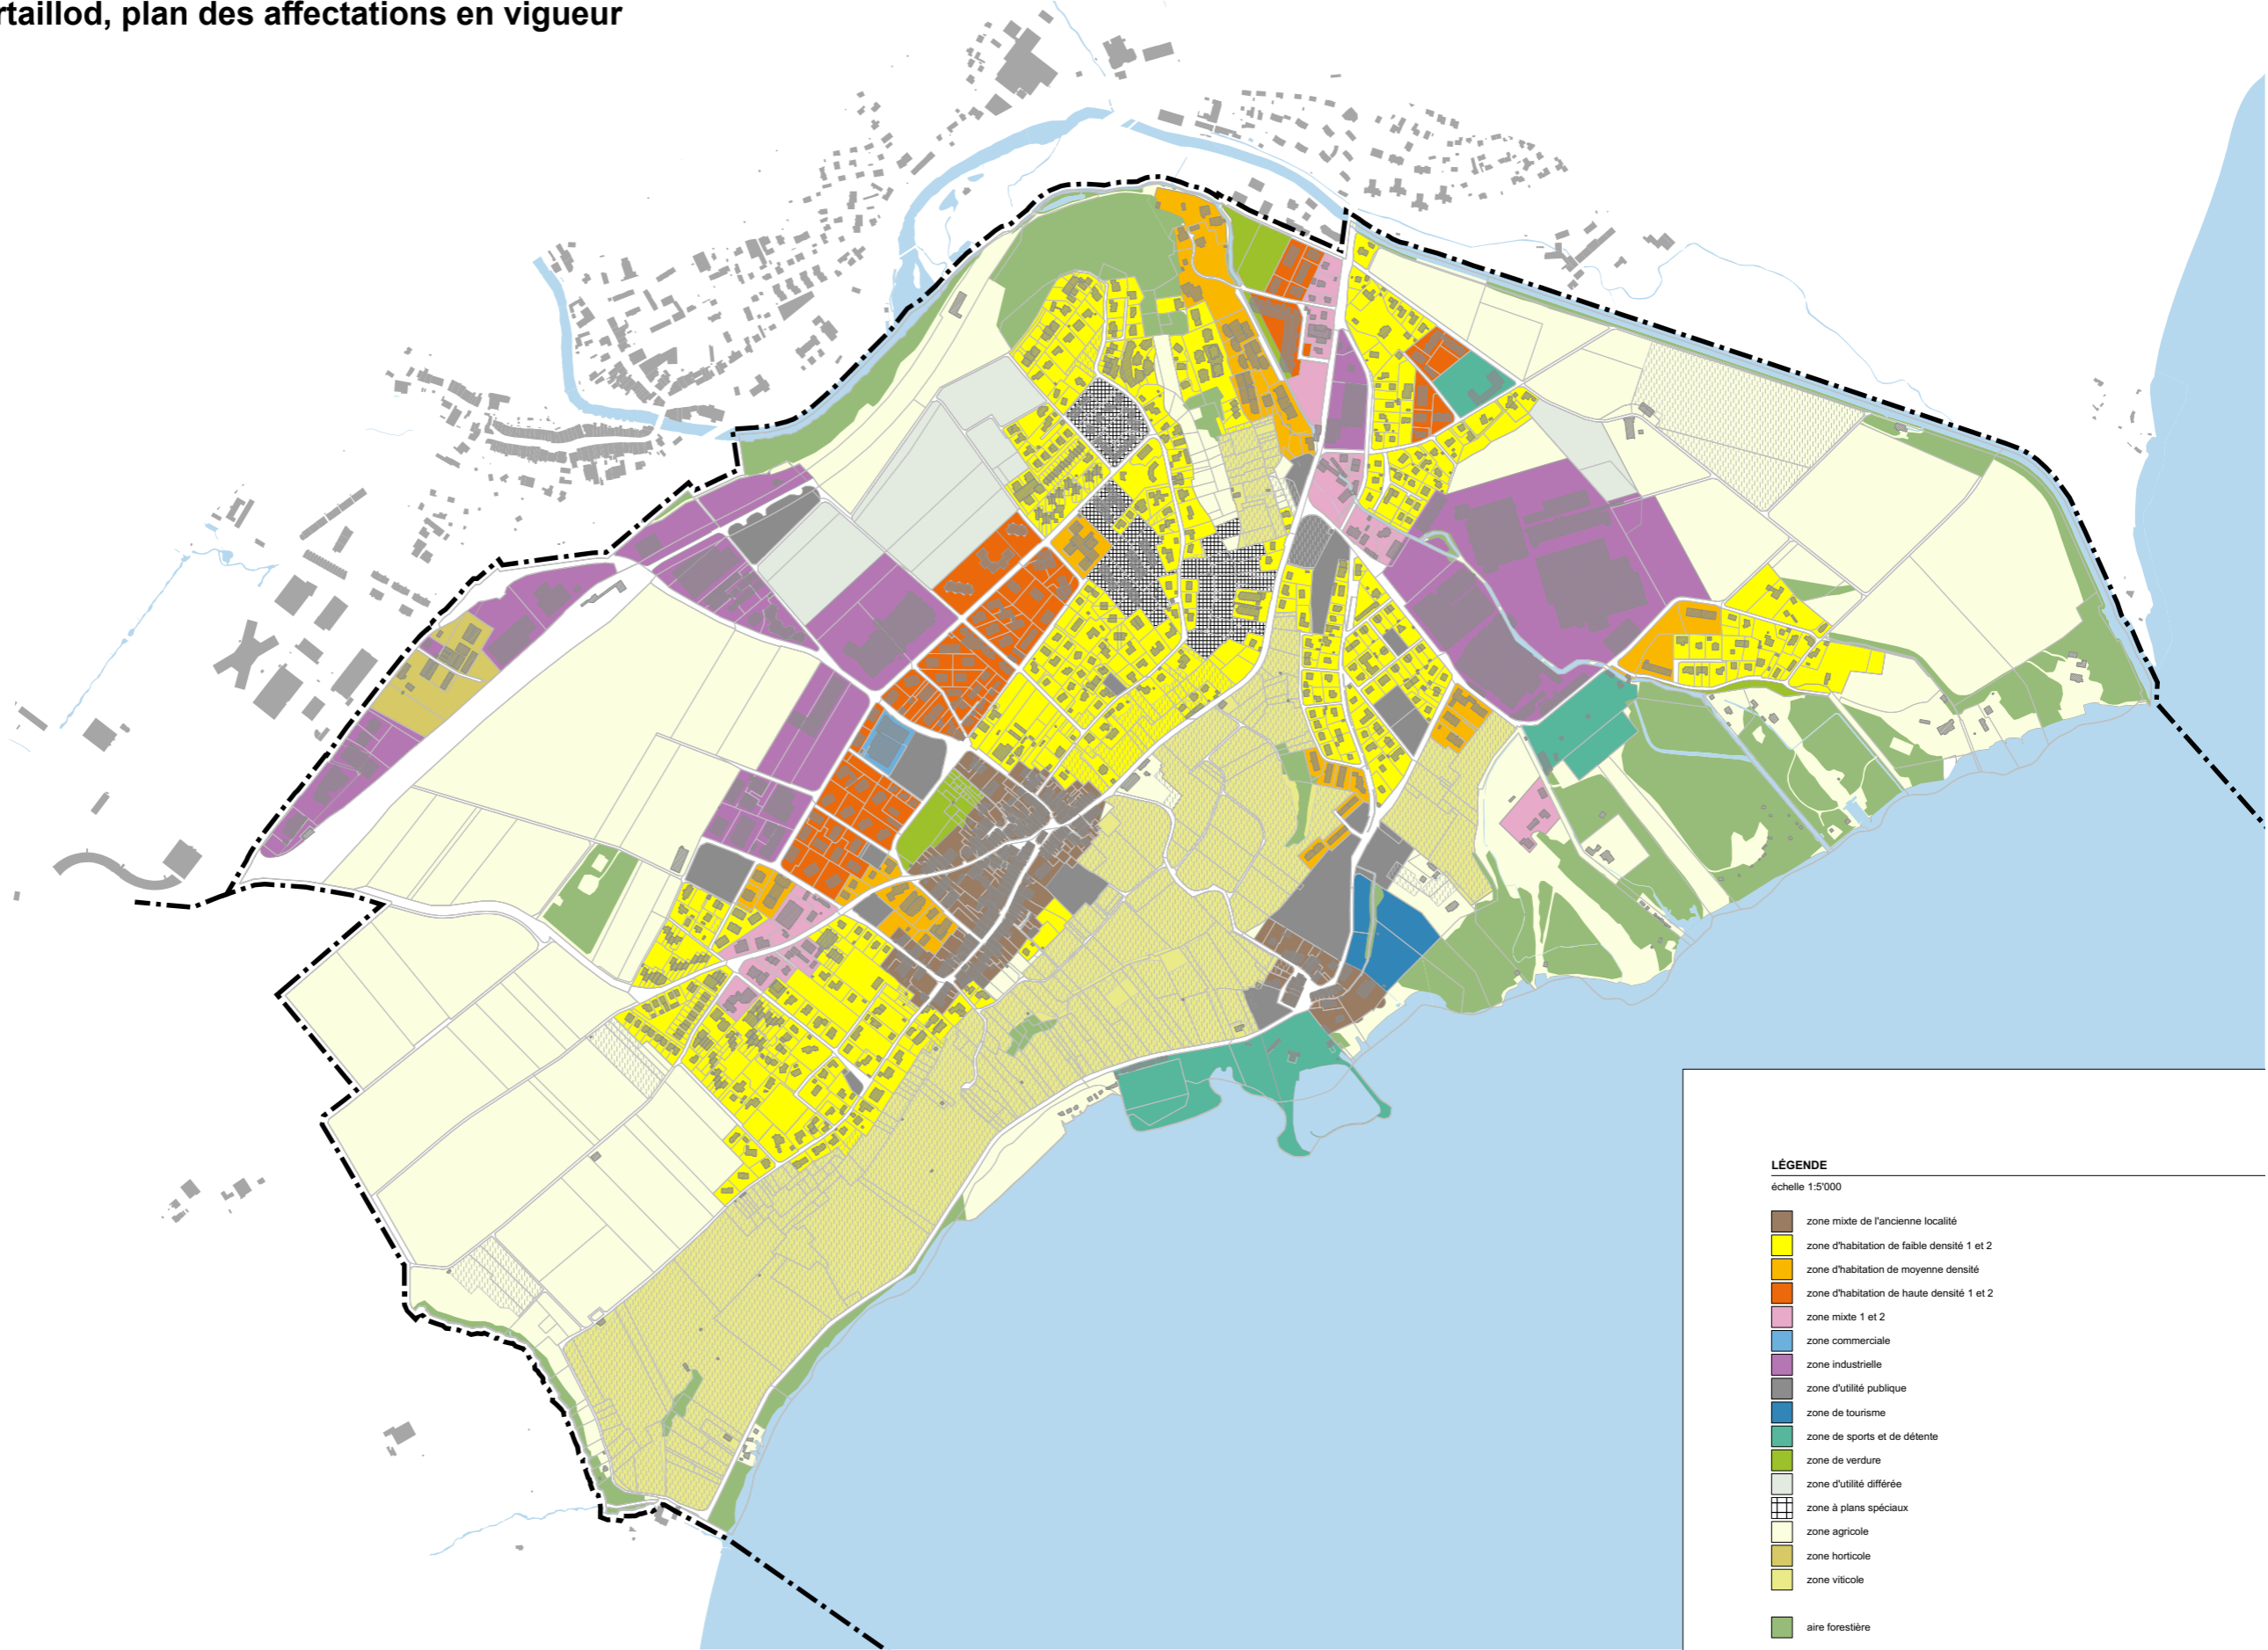 rtaillod, plan des affectations en vigueur
LÉGENDE
échelle 1:5'000
zone mixte de l'ancienne localité
zone d'habitation de faible densité 1 et 2
zone d'habitation de moyenne densité
zone d'habitation de haute densité 1 et 2
zone mixte 1 et 2
zone commerciale
zone industrielle
zone d'utilité publique
zone de tourisme
zone de sports et de détente
zone de verdure
zone d'utilité différée
zone à plans spéciaux
zone agricole
zone horticole
zone viticole
aire forestière